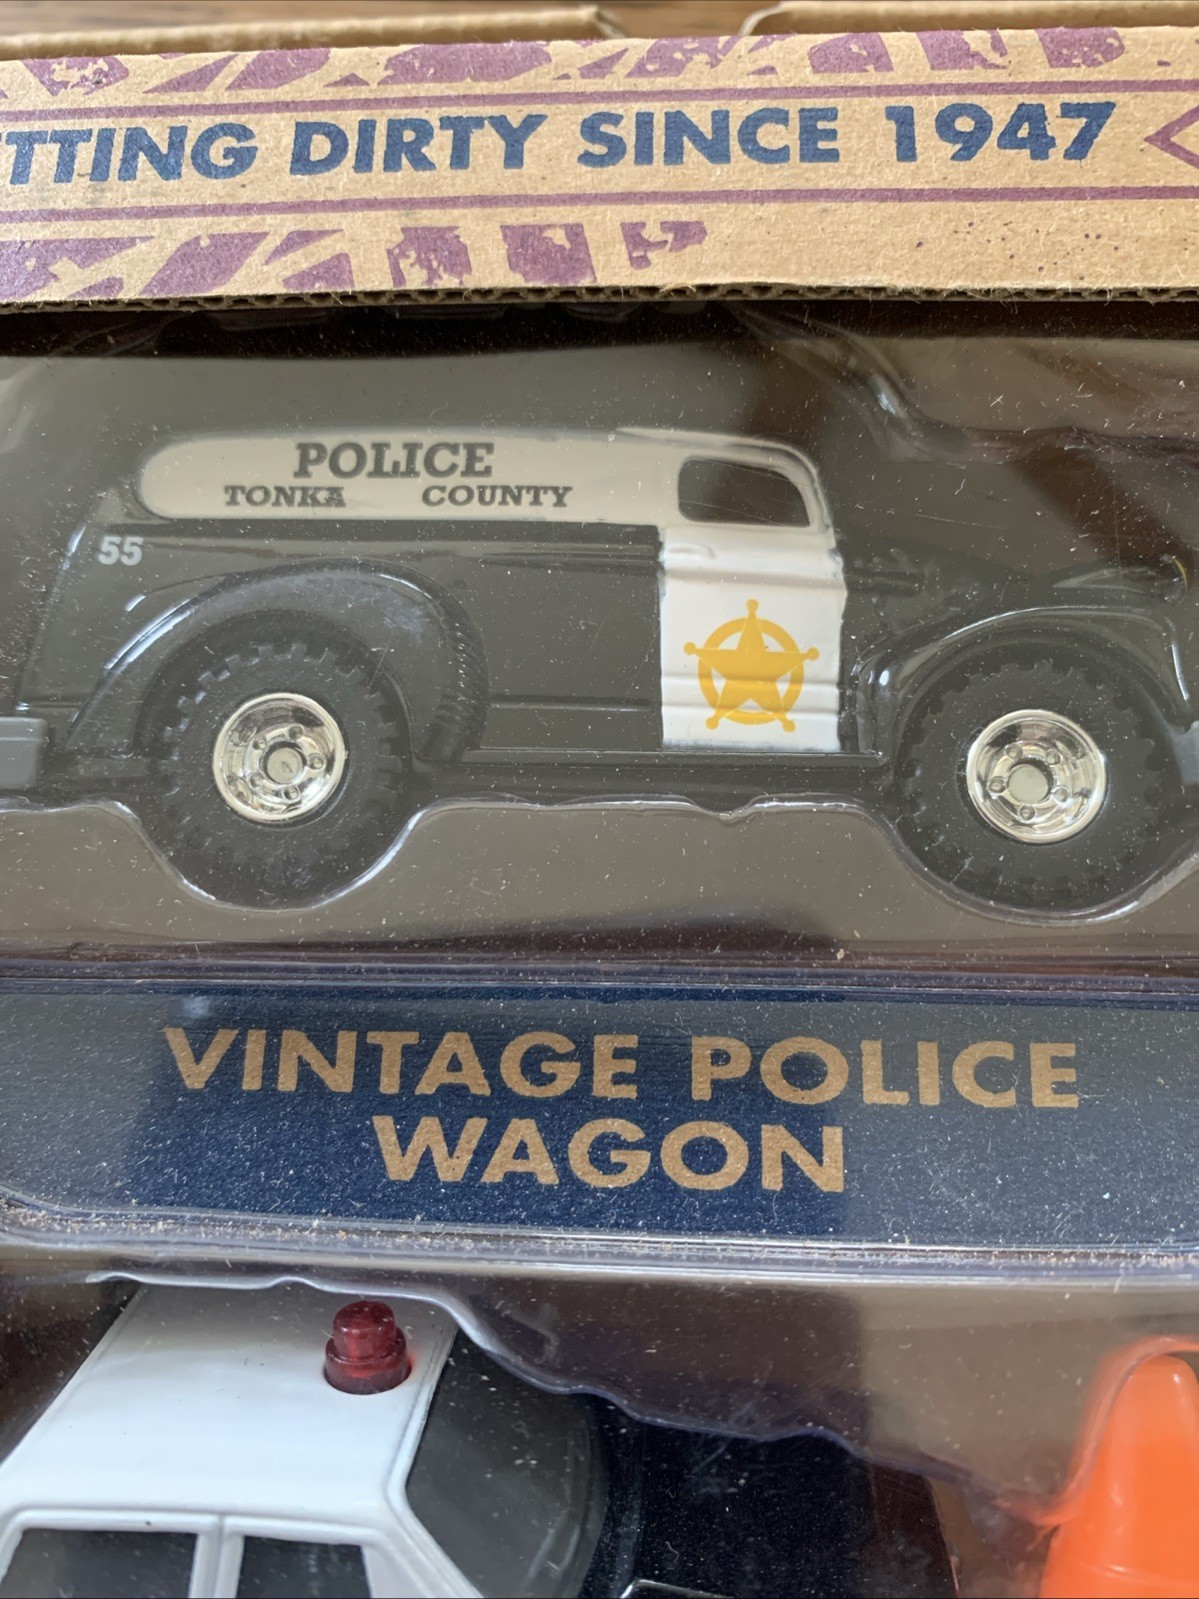 TTING DIRTY SINCE 1947
POLICE
TONKA COUNTY
55
VINTAGE POLICE
WAGON